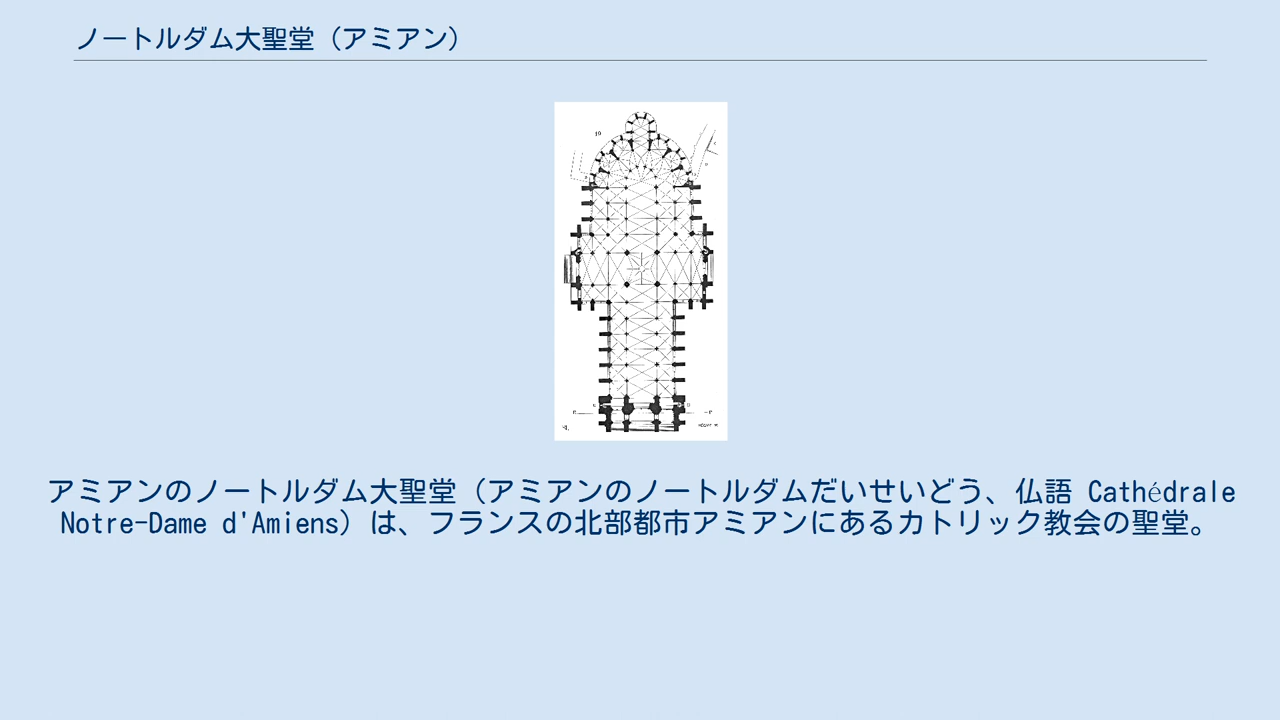 ノートルダム大聖堂（アミアン）
アミアンのノートルダム大聖堂（アミアンのノートルダムだいせいどう、仏語 Cathédrale
Notre-Dame d'Amiens）は、フランスの北部都市アミアンにあるカトリック教会の聖堂。